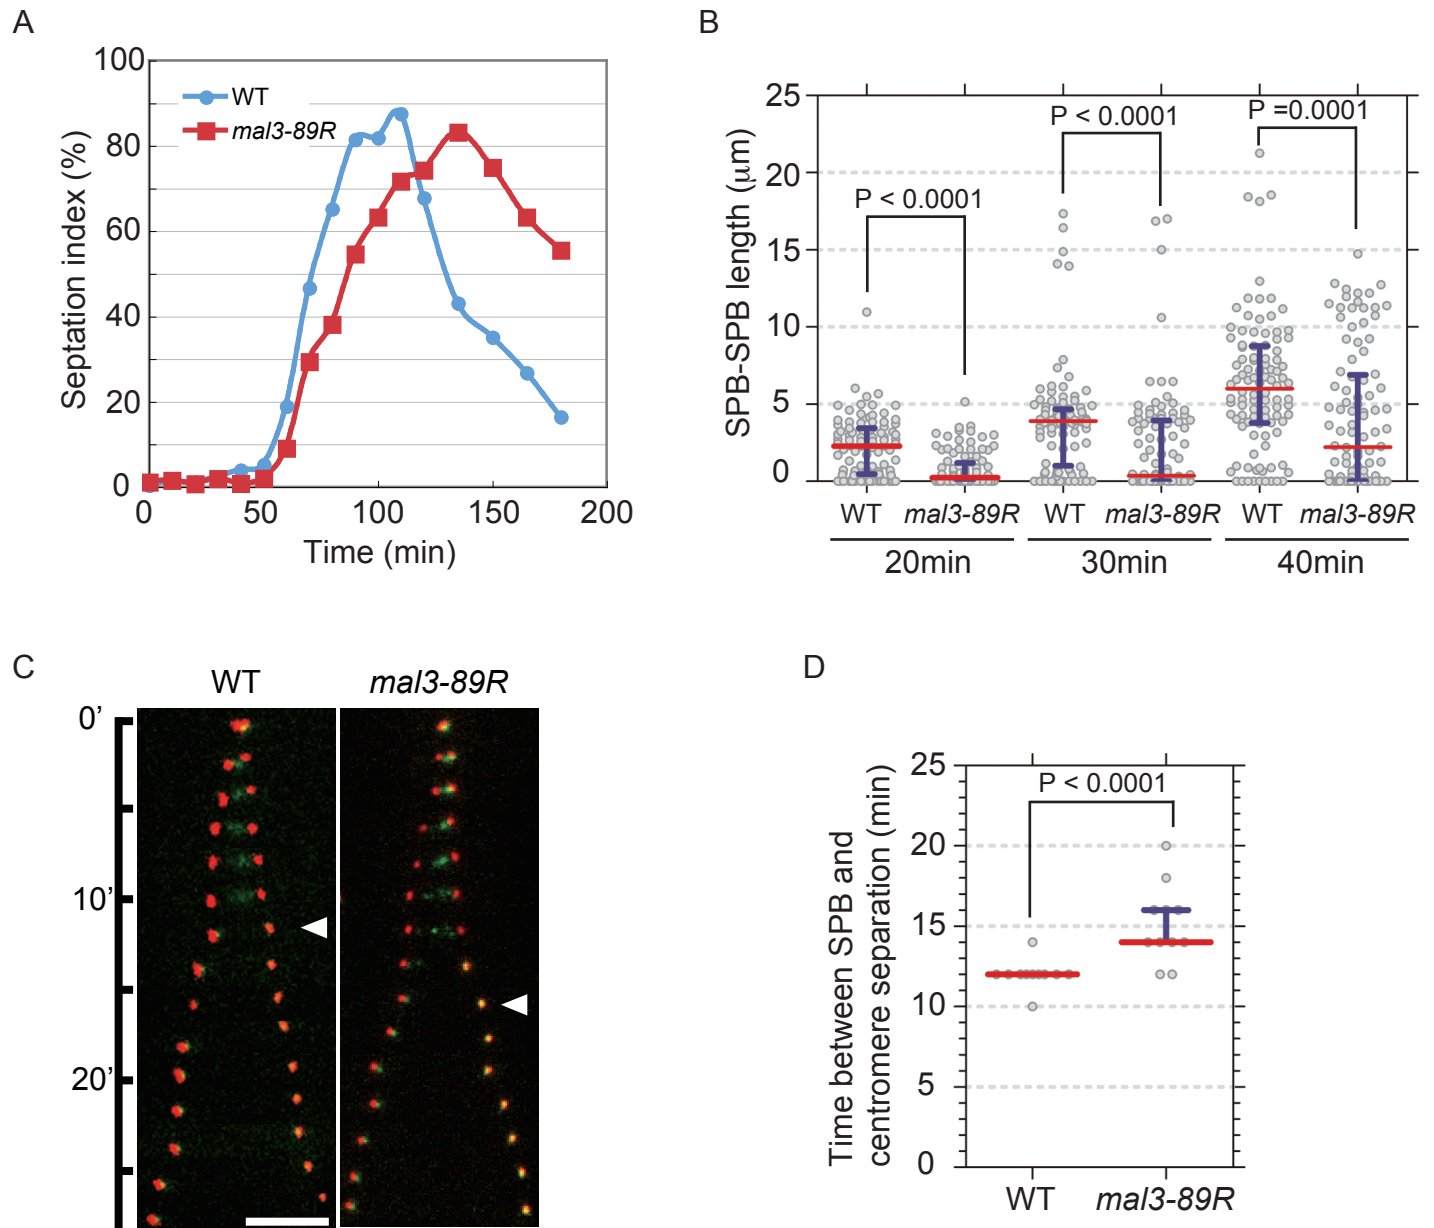 A
Septation index (%)
100
80
60
40
20
0
WT
mal3-89R
0 50 100 150 200
Time (min)
B
SPB-SPB length (μm)
25
20
15
10
5
0
P < 0.0001
P < 0.0001
P =0.0001
WT mal3-89R WT mal3-89R WT mal3-89R
20min 30min 40min
C
WT mal3-89R
0’
10’
20’
D
Time between SPB and
centromere separation (min)
25
20
15
10
5
0
P < 0.0001
WT mal3-89R